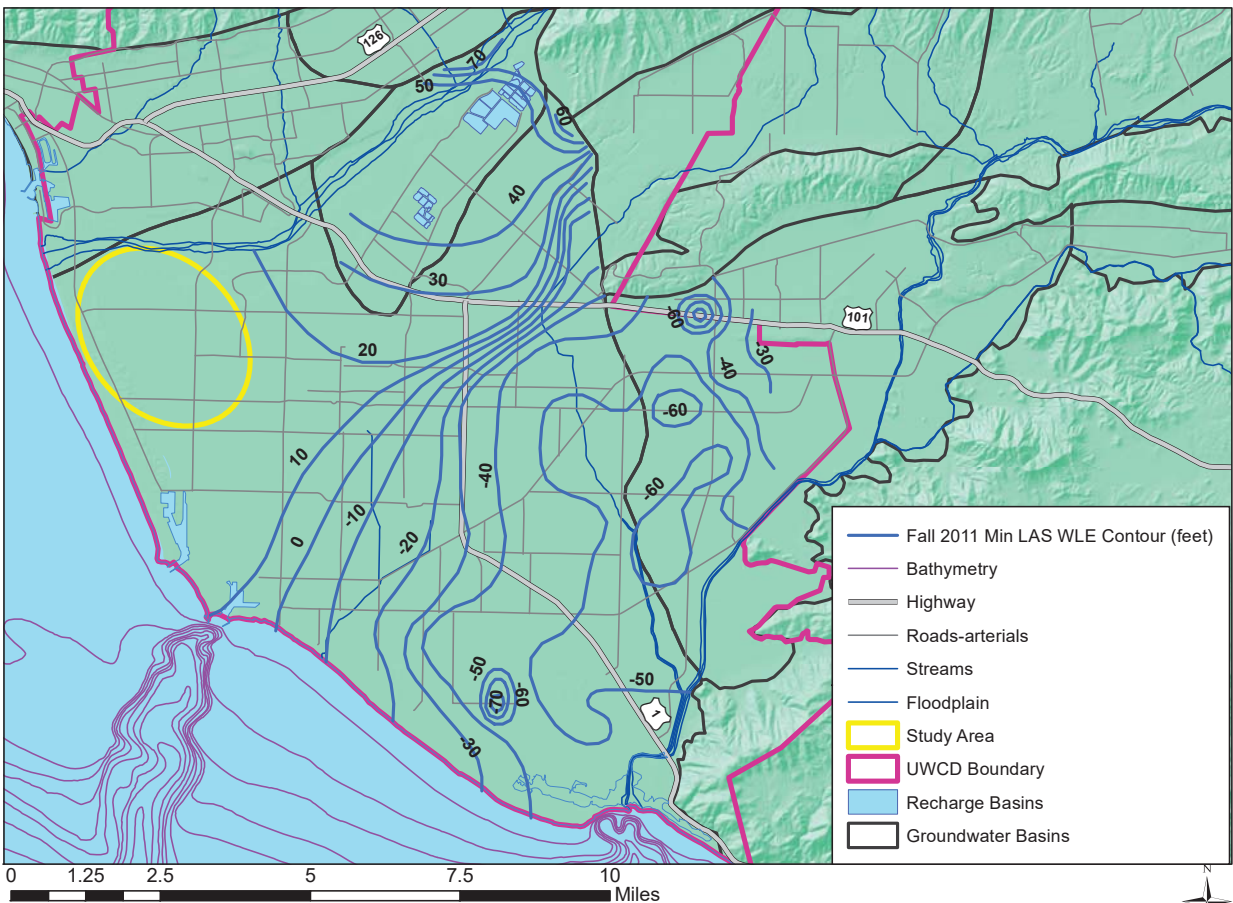 126
70
50
60
40
30
20
101
-60
-30
-40
-60
-40
-60
10
-10
0
-20
-50
-60
-70
-50
1
-30
Fall 2011 Min LAS WLE Contour (feet)
Bathymetry
Highway
Roads-arterials
Streams
Floodplain
Study Area
UWCD Boundary
Recharge Basins
Groundwater Basins
0 1.25 2.5 5 7.5 10
Miles
N